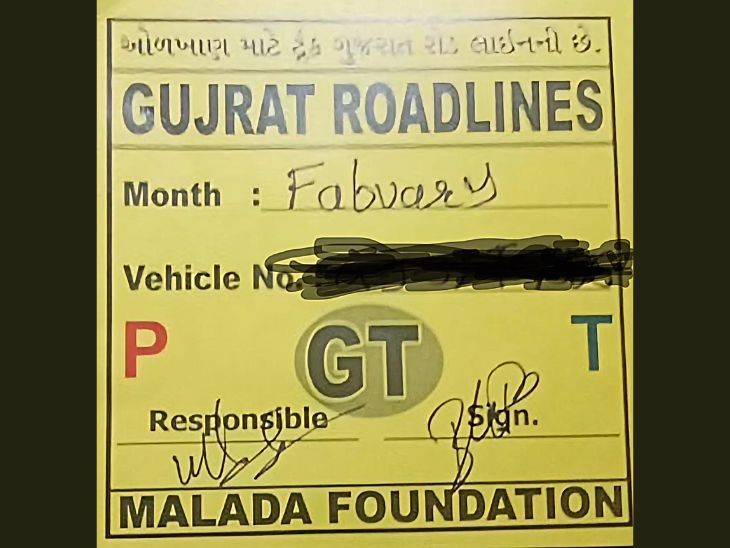 ઓળખાણ માટે ટ્રક ગુજરાત રોડ લાઇનની છે.
GUJRAT ROADLINES
Month : Fabvary
Vehicle No.
P GT T
Responsible Sign.
MALADA FOUNDATION